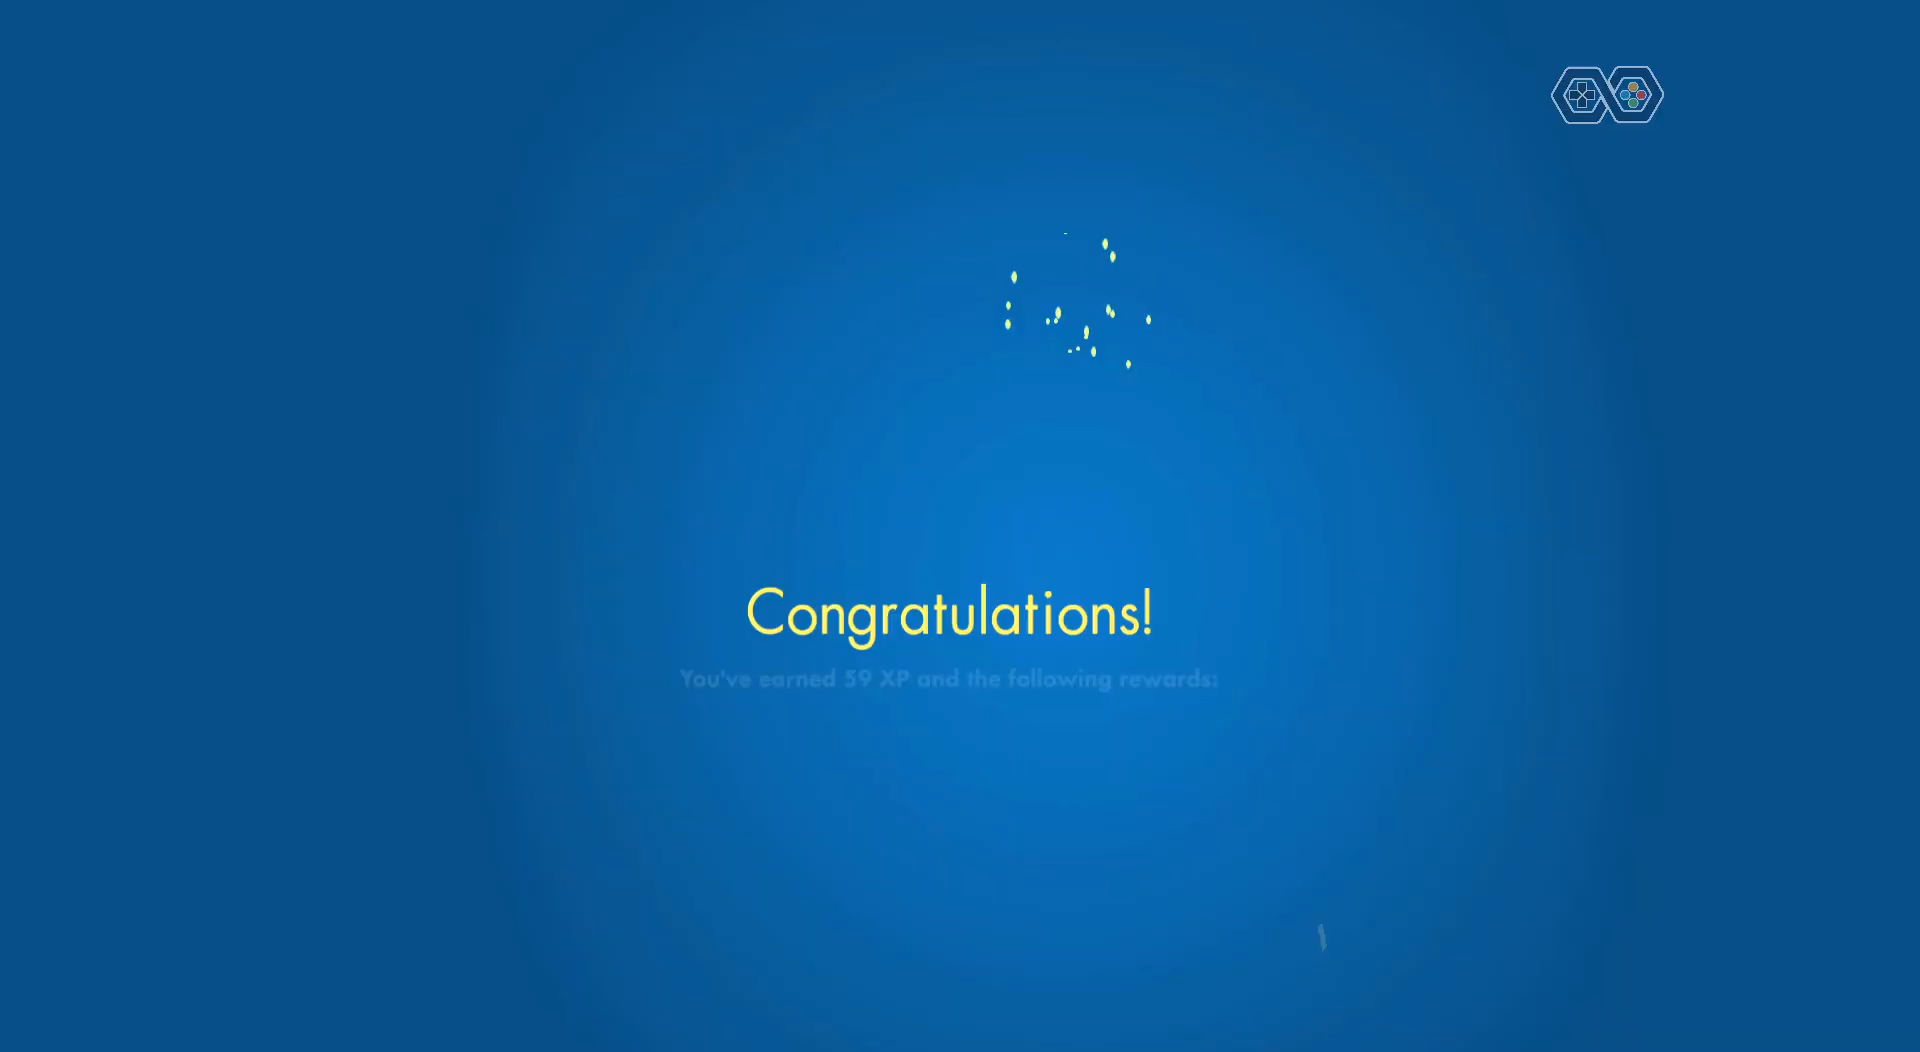 Congratulations!
You've earned 59 XP and the following rewards: